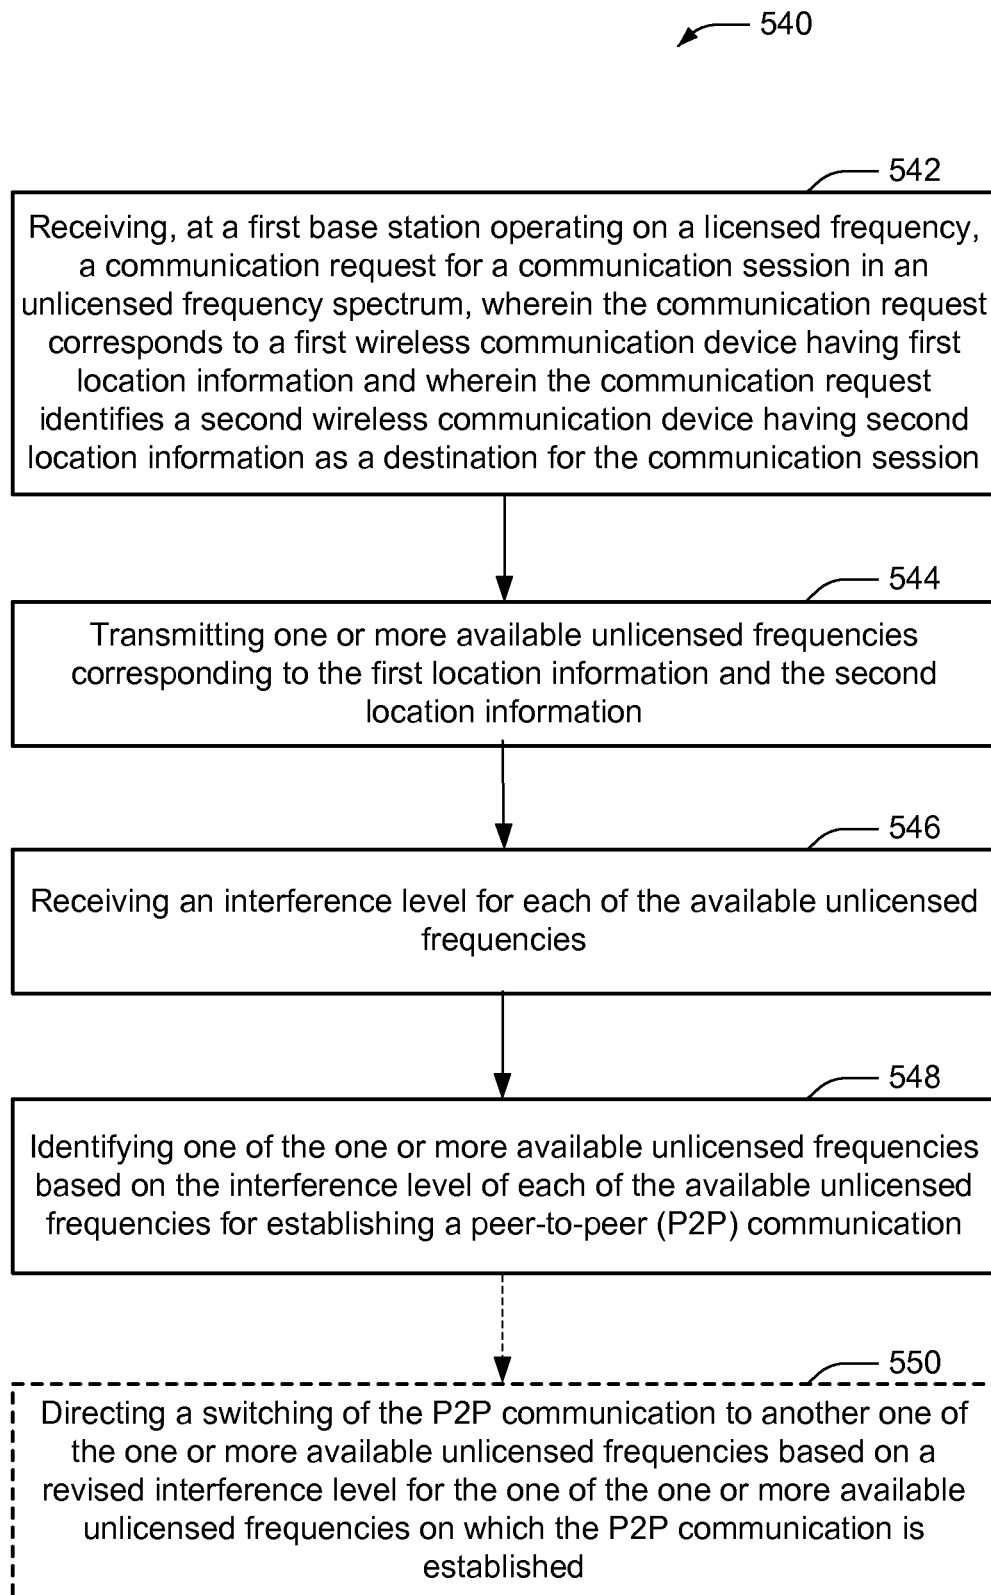 540
542
Receiving, at a first base station operating on a licensed frequency,
a communication request for a communication session in an
unlicensed frequency spectrum, wherein the communication request
corresponds to a first wireless communication device having first
location information and wherein the communication request
identifies a second wireless communication device having second
location information as a destination for the communication session
544
Transmitting one or more available unlicensed frequencies
corresponding to the first location information and the second
location information
546
Receiving an interference level for each of the available unlicensed
frequencies
548
Identifying one of the one or more available unlicensed frequencies
based on the interference level of each of the available unlicensed
frequencies for establishing a peer-to-peer (P2P) communication
550
Directing a switching of the P2P communication to another one of
the one or more available unlicensed frequencies based on a
revised interference level for the one of the one or more available
unlicensed frequencies on which the P2P communication is
established